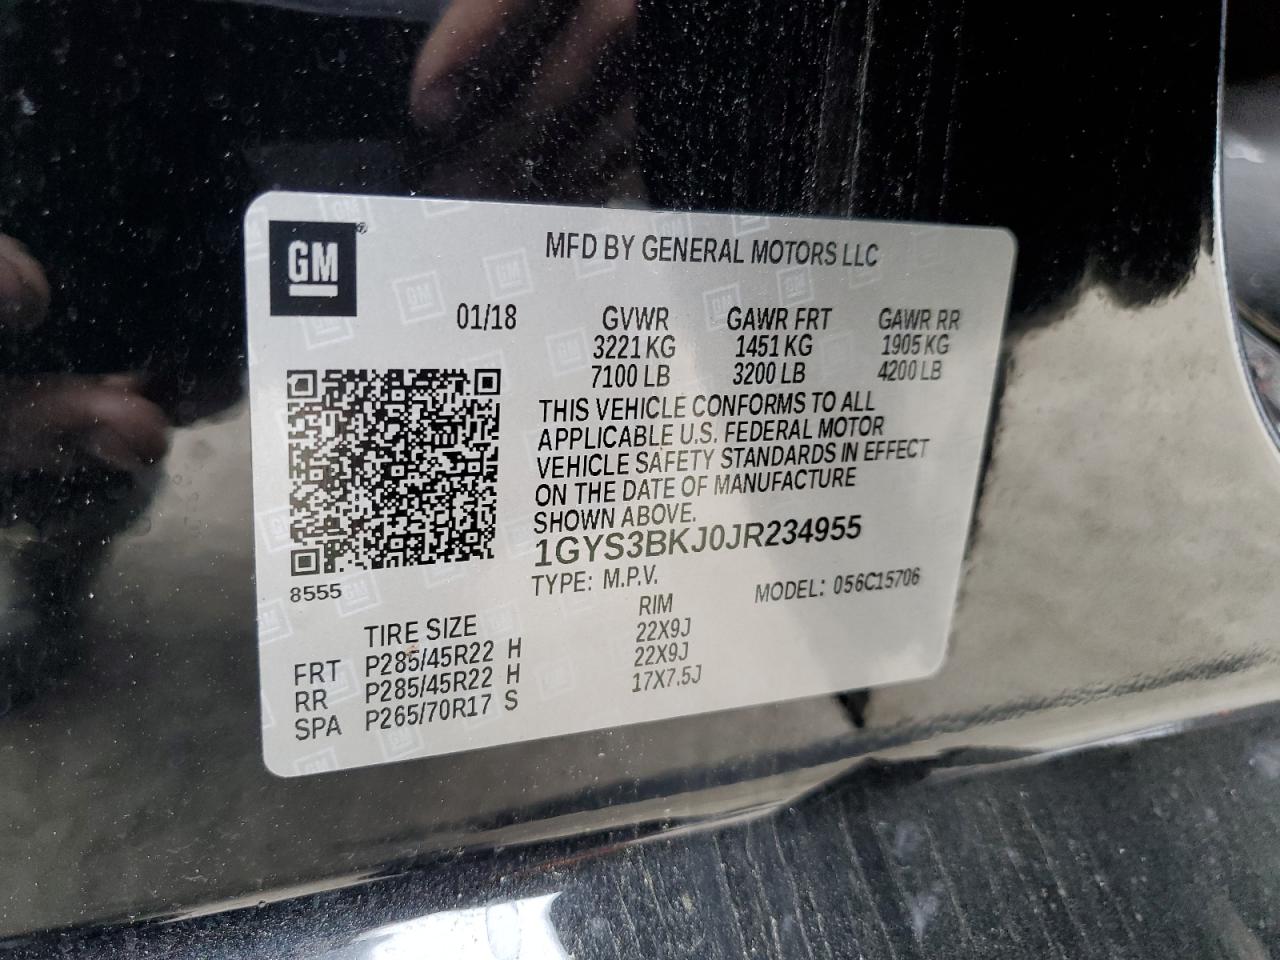 GM
MFD BY GENERAL MOTORS LLC
01/18 GVWR GAWR FRT GAWR RR
3221 KG 1451 KG 1905 KG
7100 LB 3200 LB 4200 LB
THIS VEHICLE CONFORMS TO ALL
APPLICABLE U.S. FEDERAL MOTOR
VEHICLE SAFETY STANDARDS IN EFFECT
ON THE DATE OF MANUFACTURE
SHOWN ABOVE.
1GYS3BKJ0JR234955
8555
TYPE: M.P.V. MODEL: 056C15706
TIRE SIZE RIM
FRT P285/45R22 H 22X9J
RR P285/45R22 H 22X9J
SPA P265/70R17 S 17X7.5J